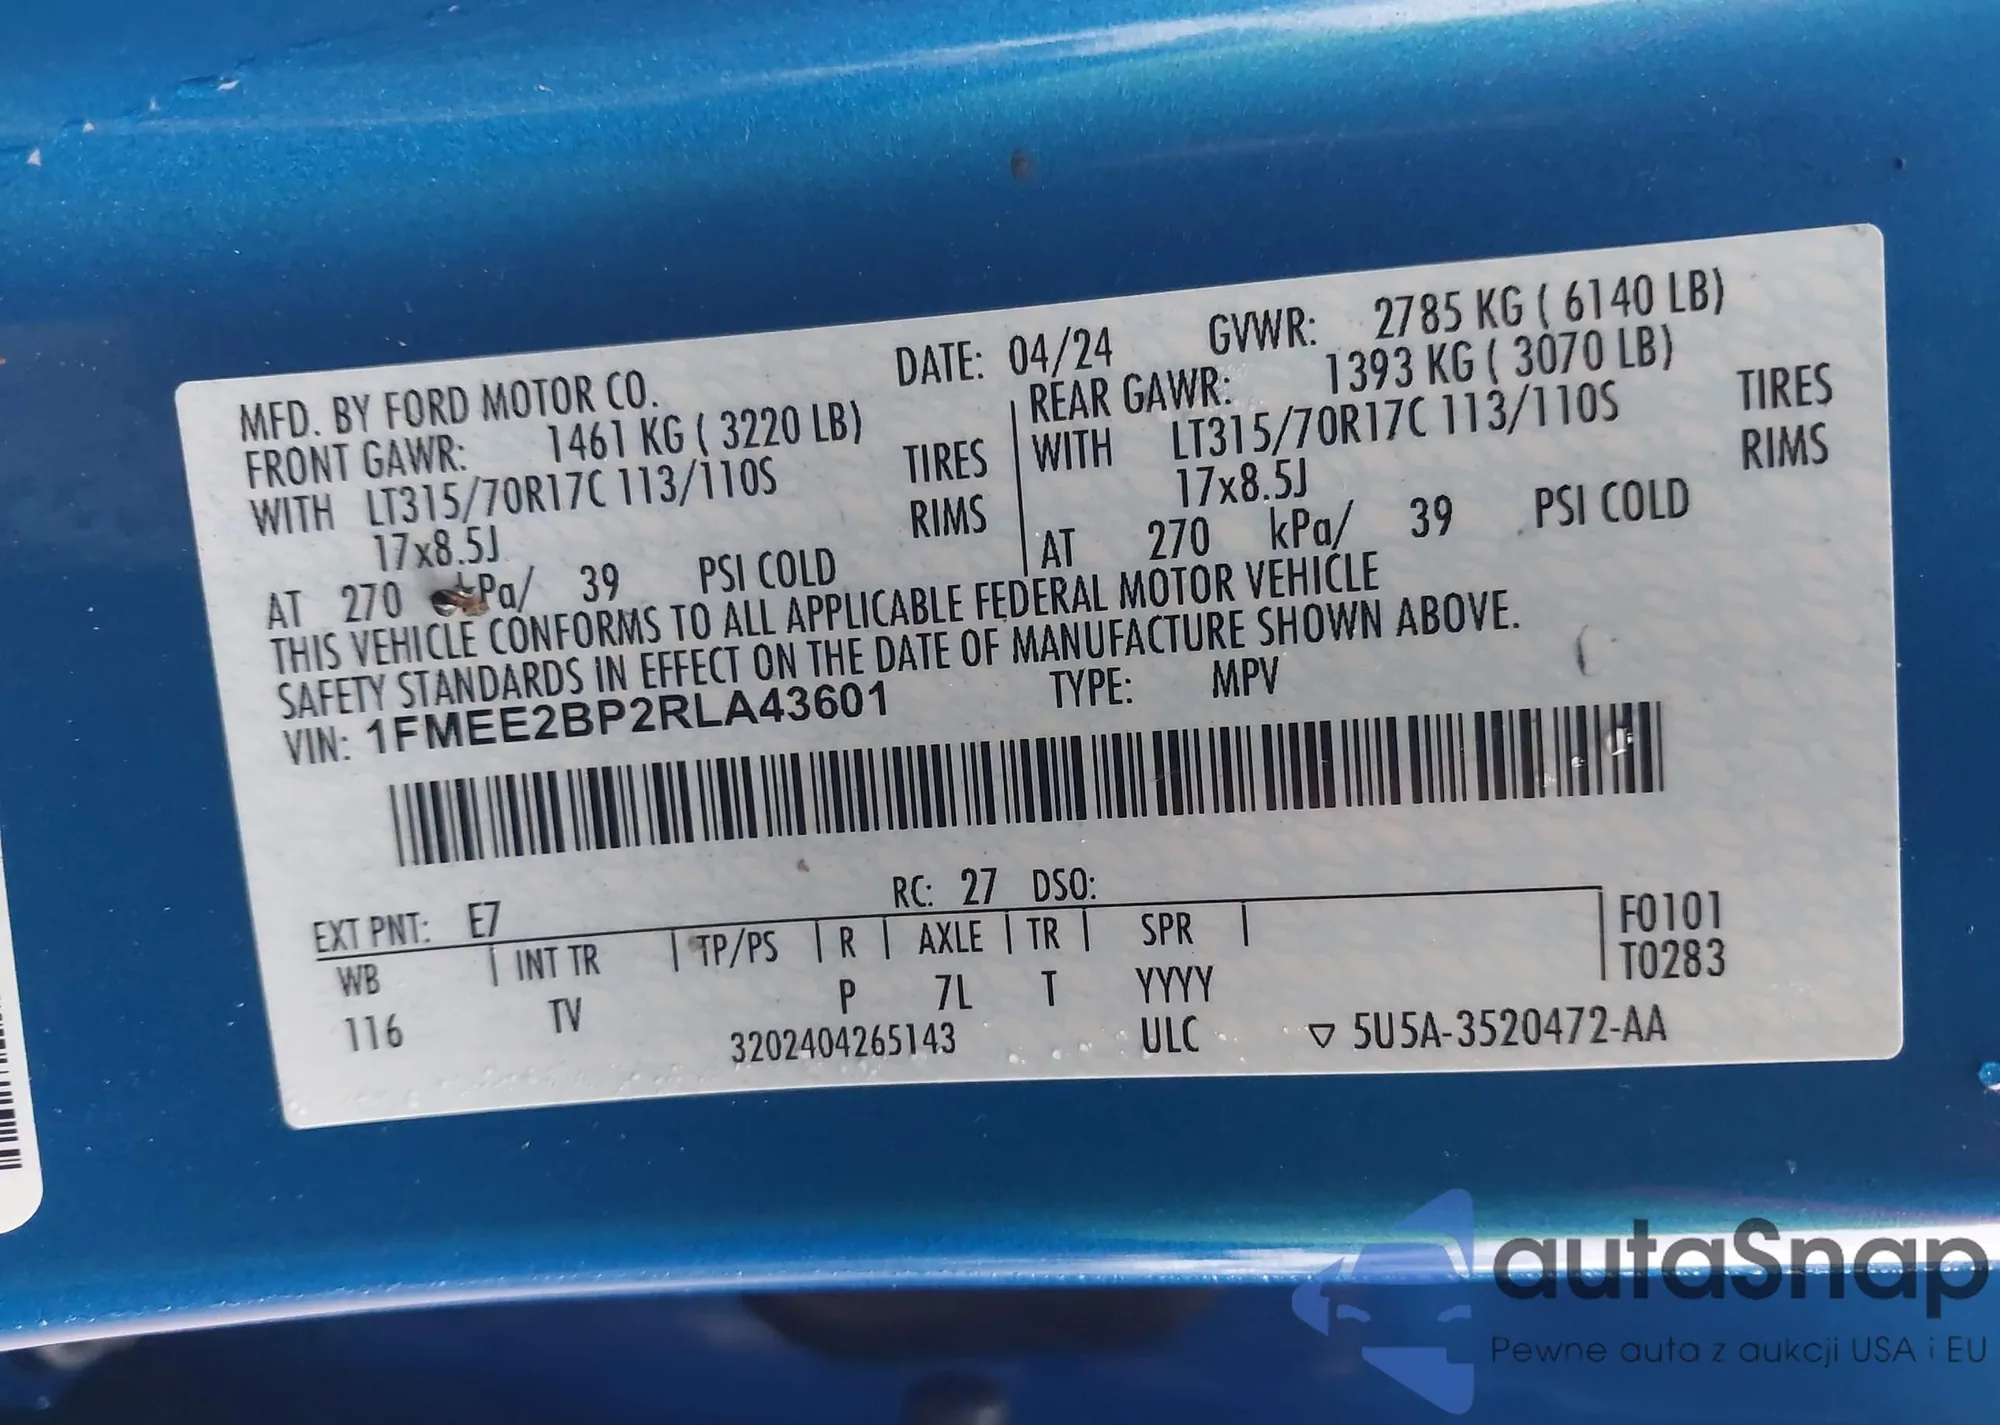 MFD. BY FORD MOTOR CO. DATE: 04/24 GVWR: 2785 KG ( 6140 LB)
FRONT GAWR: 1461 KG ( 3220 LB) REAR GAWR: 1393 KG ( 3070 LB)
WITH LT315/70R17C 113/110S TIRES WITH LT315/70R17C 113/110S TIRES
17x8.5J RIMS 17x8.5J RIMS
AT 270 kPa/ 39 PSI COLD AT 270 kPa/ 39 PSI COLD
THIS VEHICLE CONFORMS TO ALL APPLICABLE FEDERAL MOTOR VEHICLE
SAFETY STANDARDS IN EFFECT ON THE DATE OF MANUFACTURE SHOWN ABOVE.
VIN: 1FMEE2BP2RLA43601 TYPE: MPV
EXT PNT: E7 RC: 27 DSO:
WB INT TR TP/PS R AXLE TR SPR F0101
116 TV P 7L T YYYY T0283
3202404265143 ULC ▽ 5U5A-3520472-AA
autaSnap
Pewne auta z aukcji USA i EU